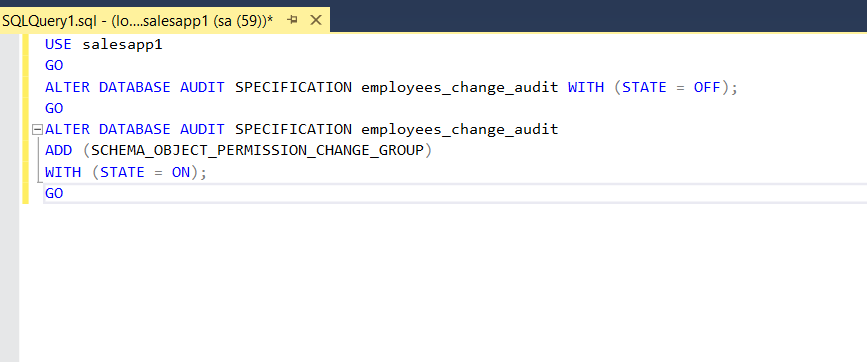 SQLQuery1.sql - (lo....salesapp1 (sa (59))*
USE salesapp1
GO
ALTER DATABASE AUDIT SPECIFICATION employees_change_audit WITH (STATE = OFF);
GO
ALTER DATABASE AUDIT SPECIFICATION employees_change_audit
ADD (SCHEMA_OBJECT_PERMISSION_CHANGE_GROUP)
WITH (STATE = ON);
GO